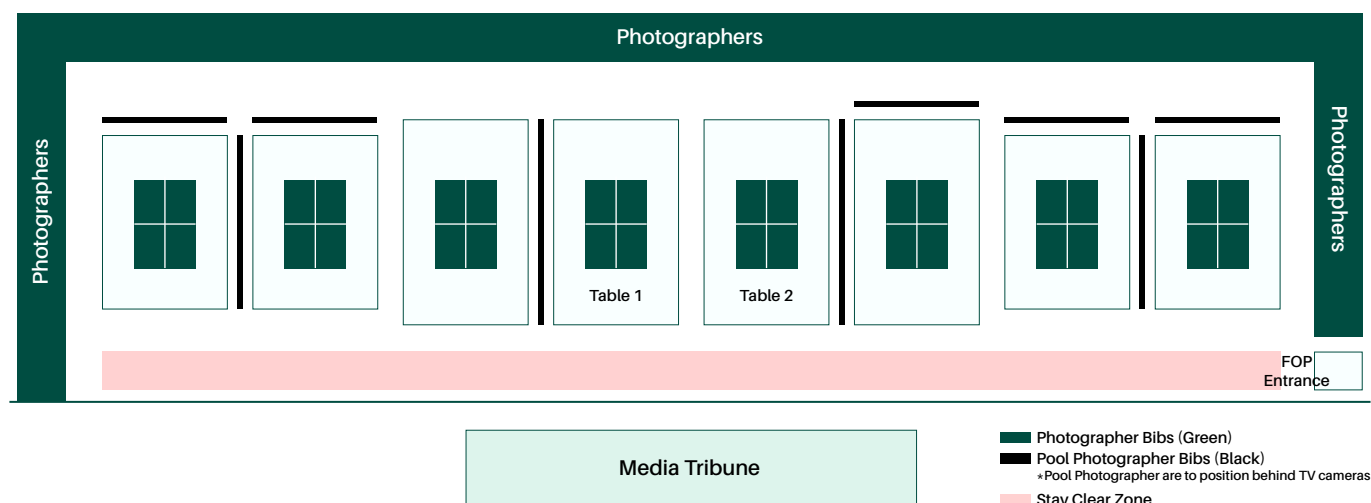 Photographers
Photographers
Photographers
Table 1
Table 2
FOP
Entrance
Media Tribune
Photographer Bibs (Green)
Pool Photographer Bibs (Black)
*Pool Photographer are to position behind TV cameras
Stay Clear Zone